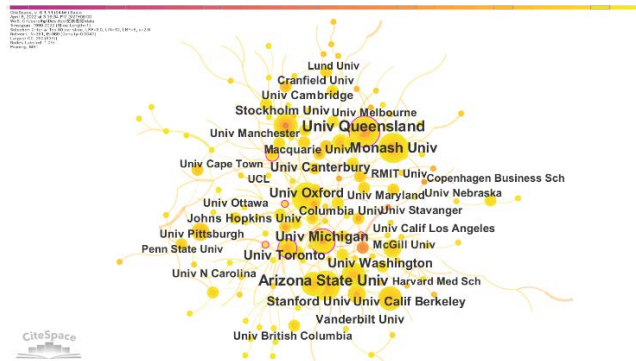 Lund Univ
Cranfield Univ
Univ Cambridge
Stockholm Univ Univ Melbourne
Univ Queensland
Univ Manchester
Macquarie Univ Monash Univ
Univ Cape Town Univ Canterbury RMIT Univ
UCL Copenhagen Business Sch
Univ Oxford Univ Maryland Univ Nebraska
Univ Ottawa
Johns Hopkins Univ Columbia Univ Univ Stavanger
Univ Pittsburgh Univ Michigan Univ Calif Los Angeles
Penn State Univ McGill Univ
Univ Toronto Univ Washington
Univ N Carolina Arizona State Univ Harvard Med Sch
Stanford Univ Univ Calif Berkeley
Vanderbilt Univ
Univ British Columbia
CiteSpace